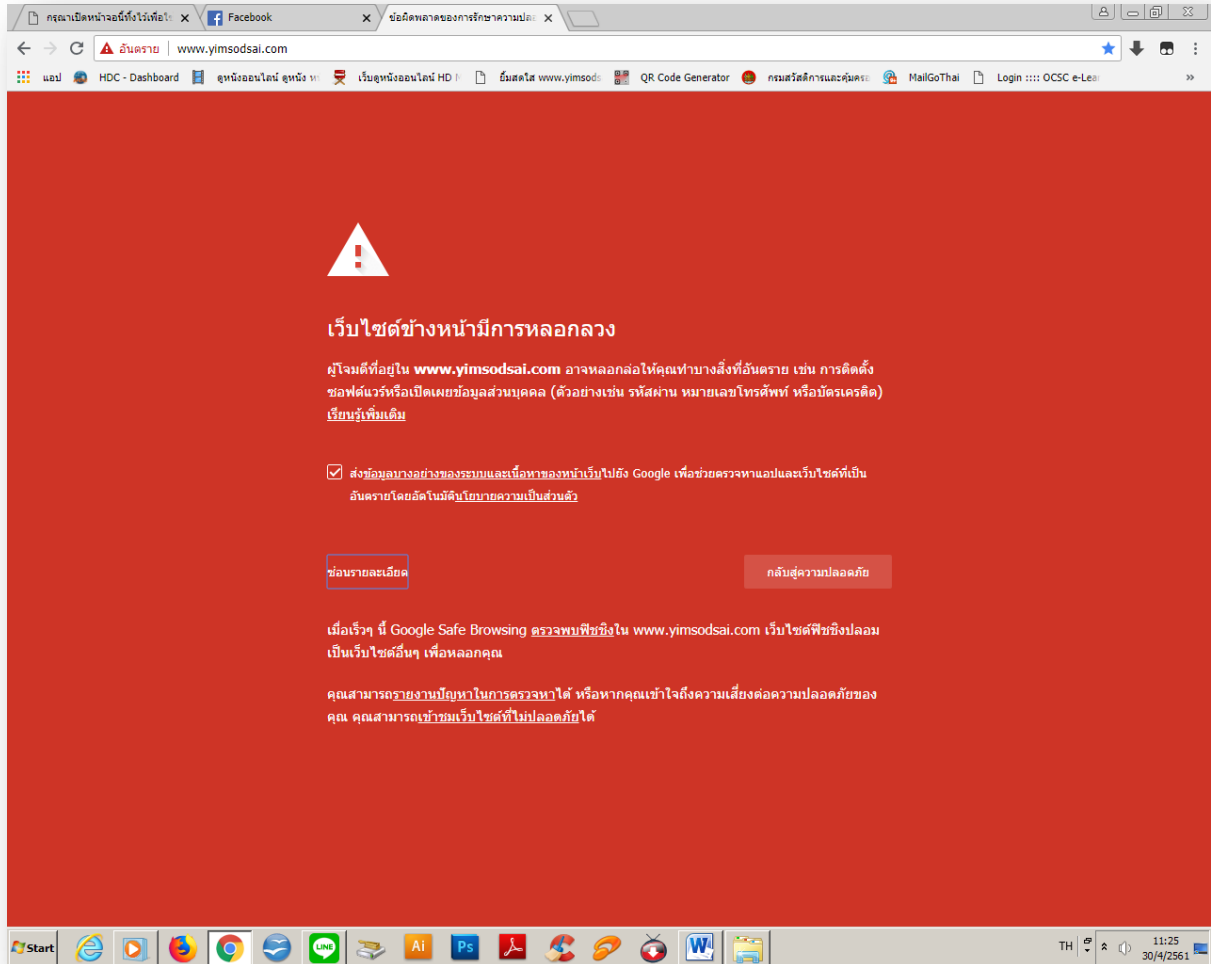 กรุณาเปิดหน้าจอนี้ทิ้งไว้เพื่อใ
Facebook
ข้อผิดพลาดของการรักษาความปลอ
อันตราย
www.yimsodsai.com
แอป
HDC - Dashboard
ดูหนังออนไลน์ ดูหนัง ห
เว็บดูหนังออนไลน์ HD
ยิ้มสดใส www.yimsods
QR Code Generator
กรมสวัสดิการและคุ้มคร
MailGoThai
Login :::: OCSC e-Lear
»
เว็บไซต์ข้างหน้ามีการหลอกลวง
ผู้โจมตีที่อยู่ใน www.yimsodsai.com อาจหลอกล่อให้คุณทำบางสิ่งที่อันตราย เช่น การติดตั้ง
ซอฟต์แวร์หรือเปิดเผยข้อมูลส่วนบุคคล (ตัวอย่างเช่น รหัสผ่าน หมายเลขโทรศัพท์ หรือบัตรเครดิต)
เรียนรู้เพิ่มเติม
ส่งข้อมูลบางอย่างของระบบและเนื้อหาของหน้าเว็บไปยัง Google เพื่อช่วยตรวจหาแอปและเว็บไซต์ที่เป็น
อันตรายโดยอัตโนมัตินโยบายความเป็นส่วนตัว
ซ่อนรายละเอียด
กลับสู่ความปลอดภัย
เมื่อเร็วๆ นี้ Google Safe Browsing ตรวจพบฟิชชิงใน www.yimsodsai.com เว็บไซต์ฟิชชิงปลอม
เป็นเว็บไซต์อื่นๆ เพื่อหลอกคุณ
คุณสามารถรายงานปัญหาในการตรวจหาได้ หรือหากคุณเข้าใจถึงความเสี่ยงต่อความปลอดภัยของ
คุณ คุณสามารถเข้าชมเว็บไซต์ที่ไม่ปลอดภัยได้
Start
LINE
Ai
Ps
W
TH
11:25
30/4/2561